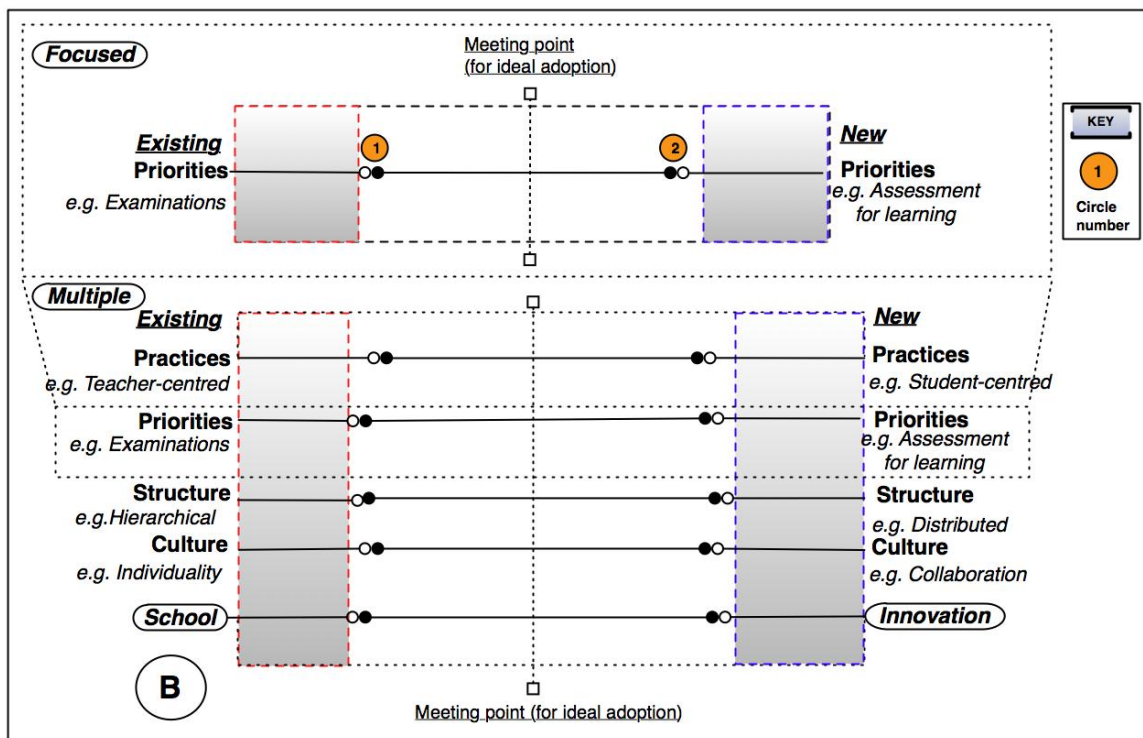 Focused
Meeting point
(for ideal adoption)
KEY
1
Circle
number
Existing
Priorities
e.g. Examinations
1
2
New
Priorities
e.g. Assessment
for learning
Multiple
Existing
New
Practices
e.g. Teacher-centred
Practices
e.g. Student-centred
Priorities
e.g. Examinations
Priorities
e.g. Assessment
for learning
Structure
e.g.Hierarchical
Structure
e.g. Distributed
Culture
e.g. Individuality
Culture
e.g. Collaboration
School
Innovation
B
Meeting point (for ideal adoption)